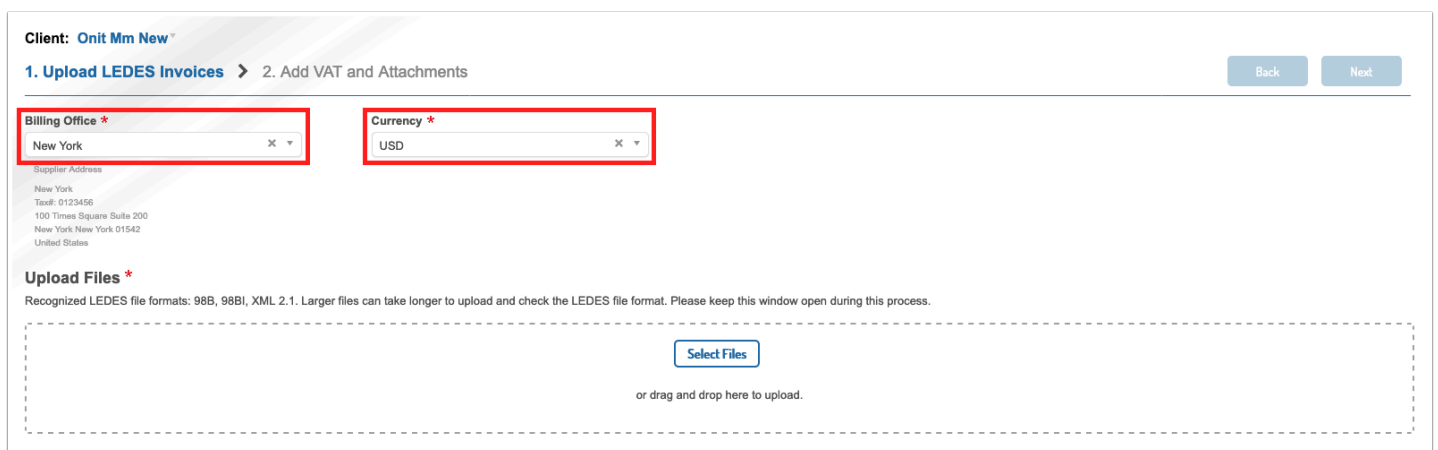 Client: Onit Mm New
1. Upload LEDES Invoices > 2. Add VAT and Attachments
Back Next
Billing Office * Currency *
New York × USD ×
Supplier Address
New York
Tax#: 0123456
100 Times Square Suite 200
New York New York 01542
United States
Upload Files *
Recognized LEDES file formats: 98B, 98BI, XML 2.1. Larger files can take longer to upload and check the LEDES file format. Please keep this window open during this process.
Select Files
or drag and drop here to upload.